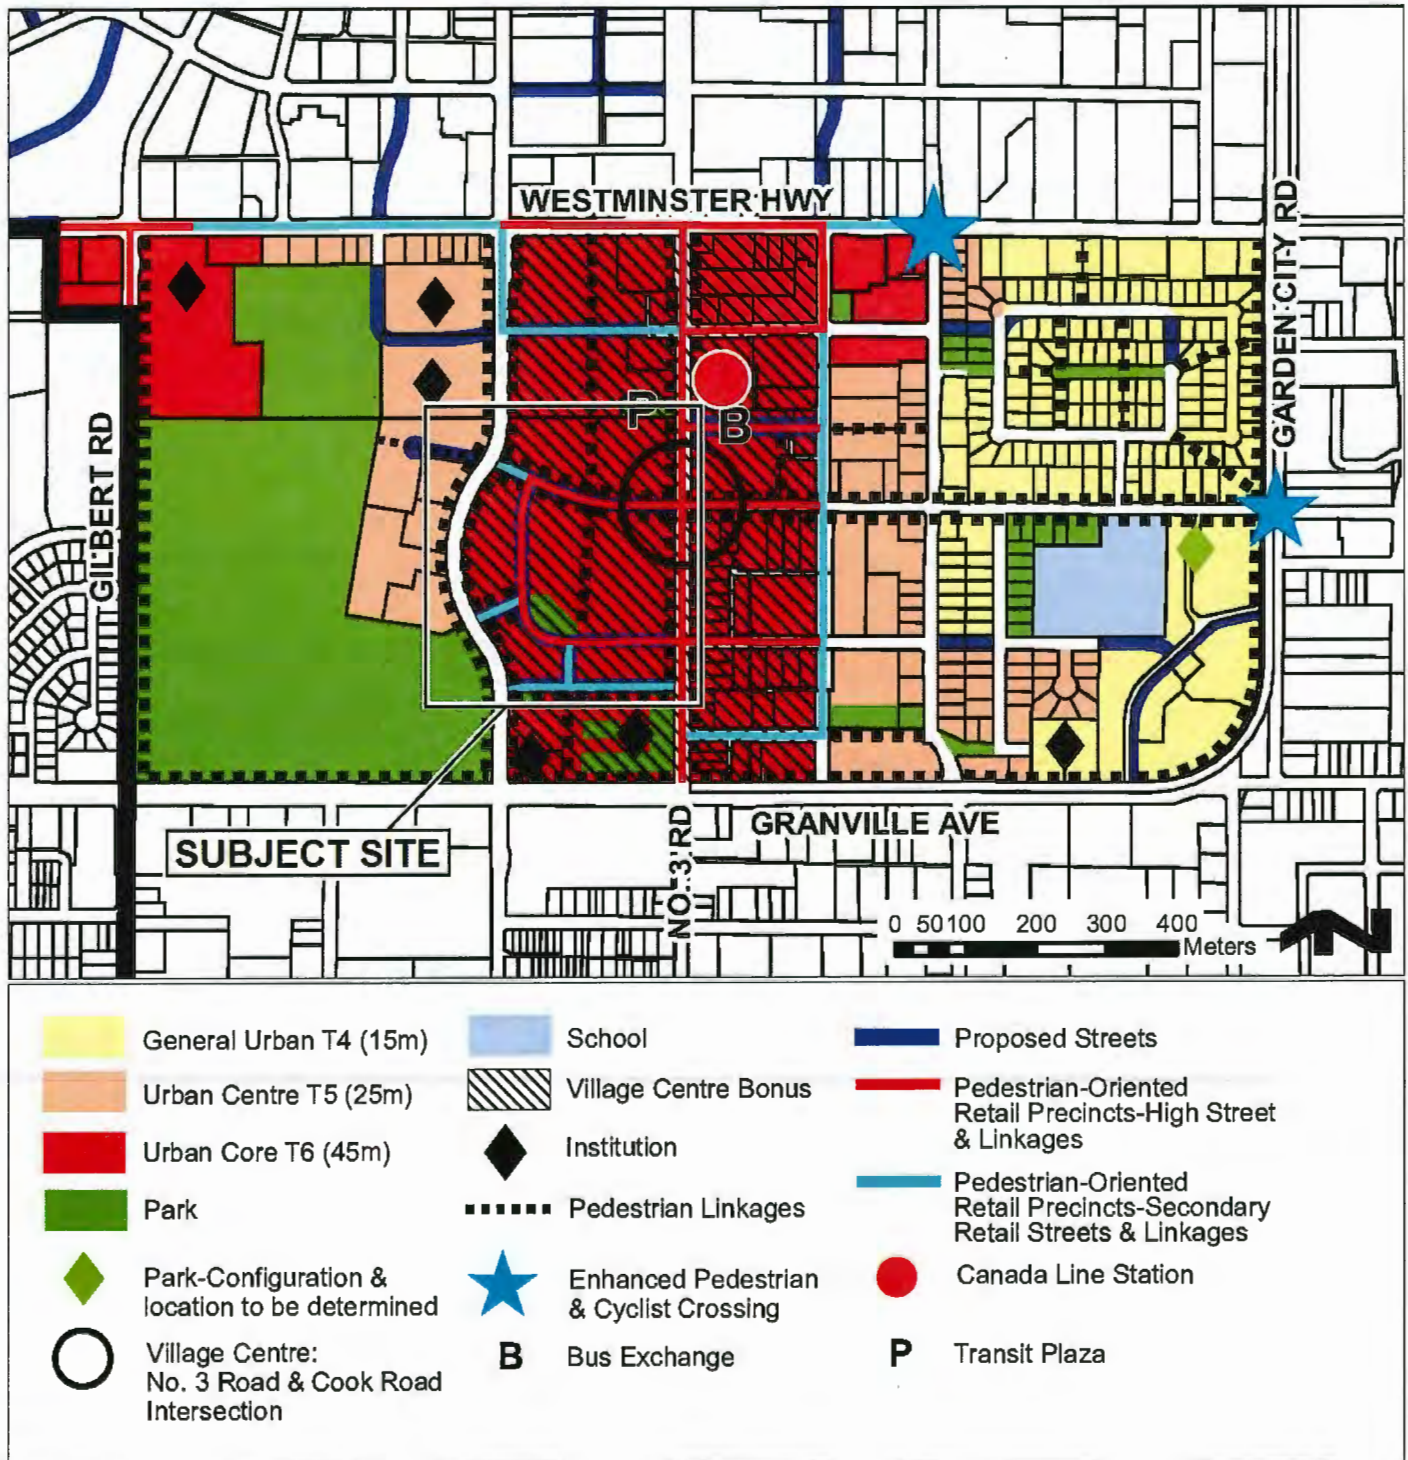 WESTMINSTER HWY
GARDEN CITY RD
GILBERT RD
P
B
SUBJECT SITE
NO. 3 RD
GRANVILLE AVE
0 50 100 200 300 400
Meters
N
General Urban T4 (15m)
Urban Centre T5 (25m)
Urban Core T6 (45m)
Park
Park-Configuration &
location to be determined
Village Centre:
No. 3 Road & Cook Road
Intersection
School
Village Centre Bonus
Institution
Pedestrian Linkages
Enhanced Pedestrian
& Cyclist Crossing
B Bus Exchange
Proposed Streets
Pedestrian-Oriented
Retail Precincts-High Street
& Linkages
Pedestrian-Oriented
Retail Precincts-Secondary
Retail Streets & Linkages
Canada Line Station
P Transit Plaza